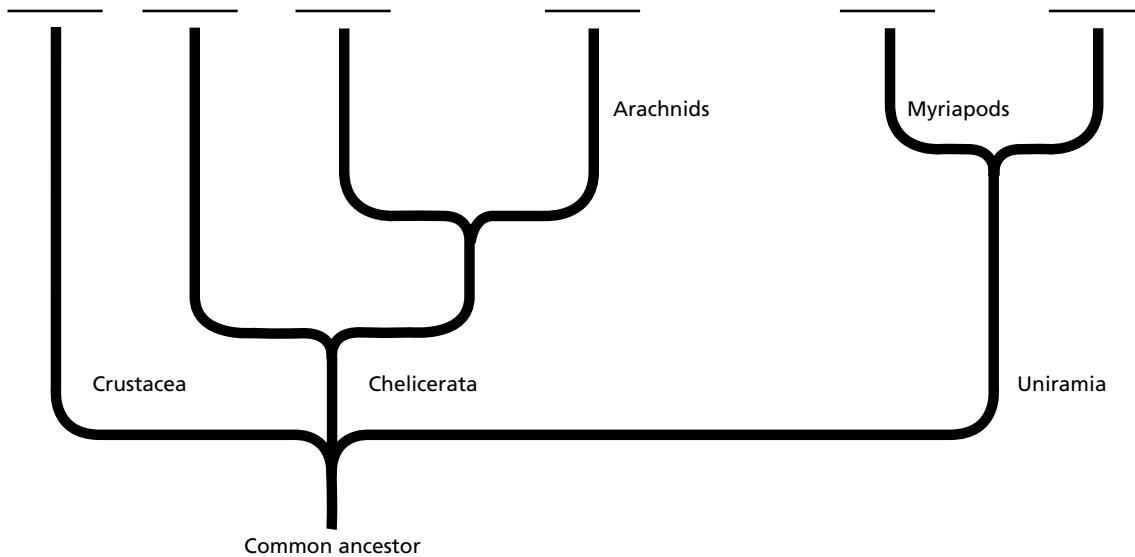 Arachnids
Myriapods
Crustacea
Chelicerata
Uniramia
Common ancestor